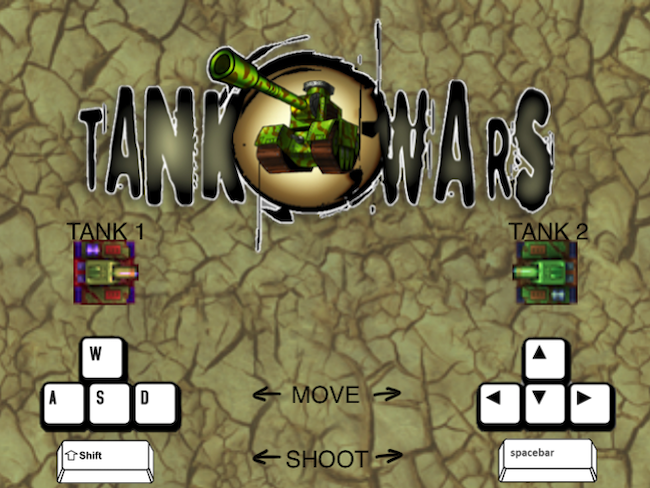 TANK WARS
TANK 1 TANK 2
W
A S D ← MOVE →
Shift ← SHOOT → spacebar